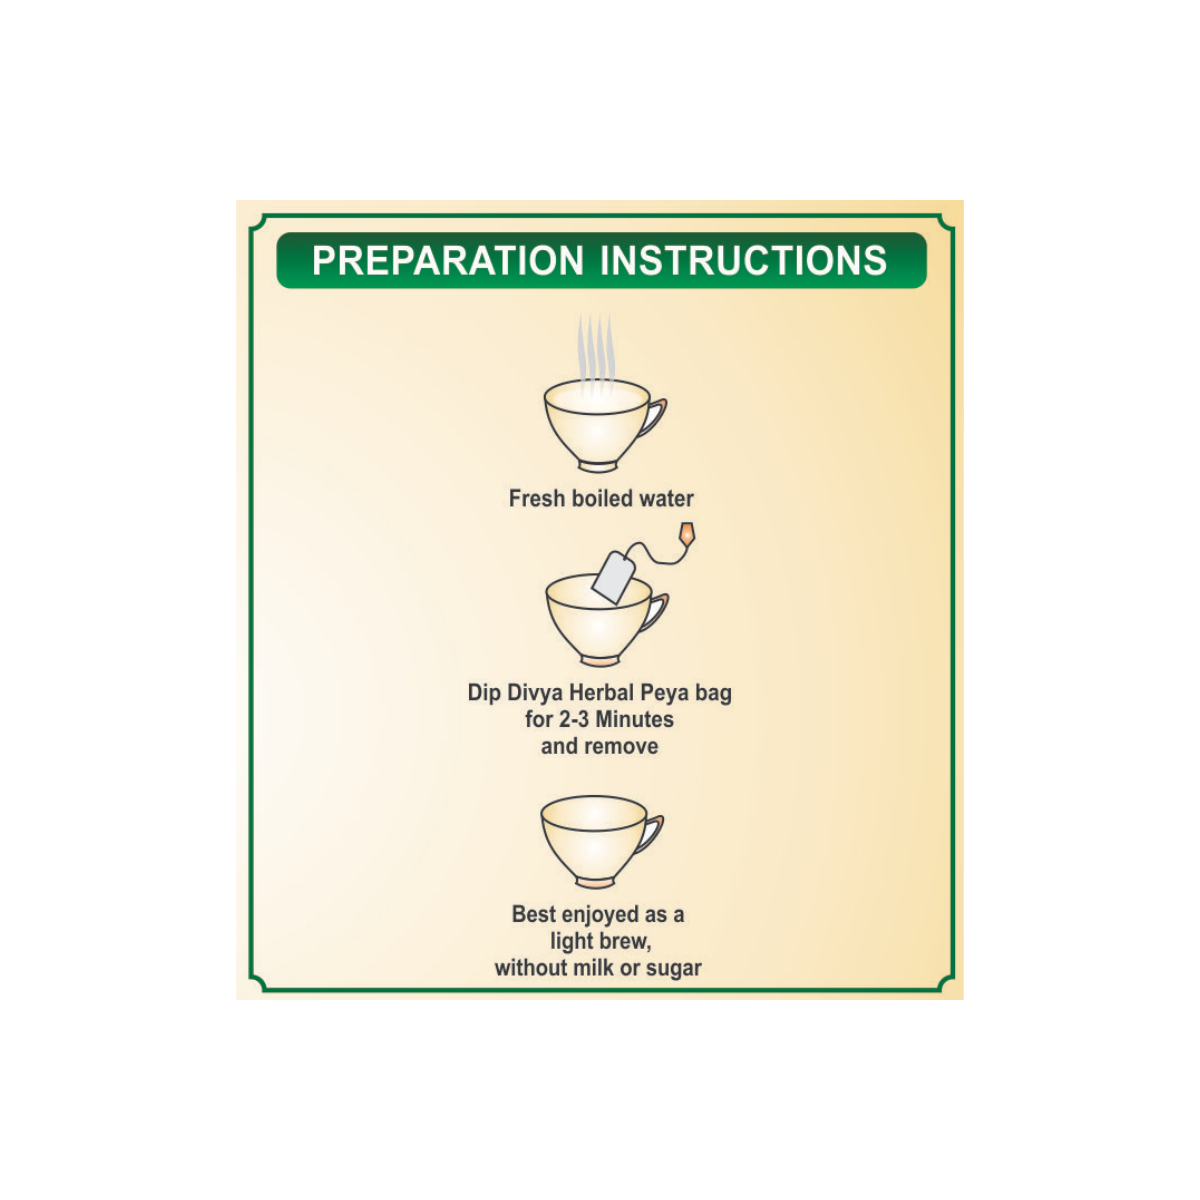 PREPARATION INSTRUCTIONS
Fresh boiled water
Dip Divya Herbal Peya bag
for 2-3 Minutes
and remove
Best enjoyed as a
light brew,
without milk or sugar